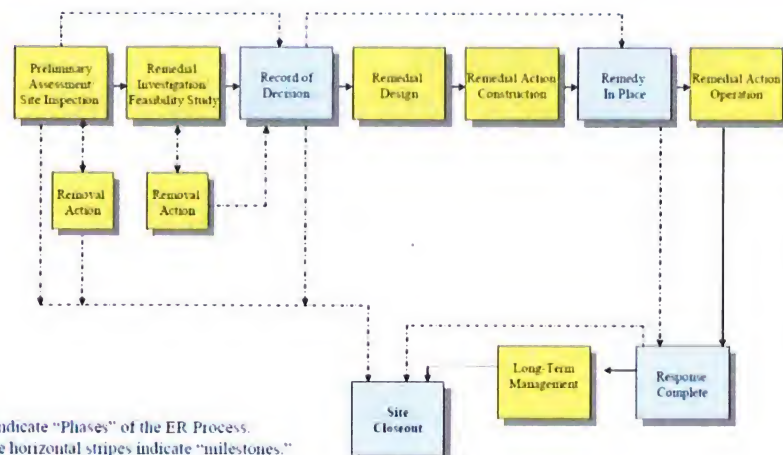 Preliminary
Assessment
Site Inspection
Remedial
Investigation
Feasibility Study
Record of
Decision
Remedial
Design
Remedial Action
Construction
Remedy
In Place
Remedial Action
Operation
Removal
Action
Removal
Action
Long-Term
Management
Response
Complete
Site
Closeout
ndicate "Phases" of the ER Process.
e horizontal stripes indicate "milestones."